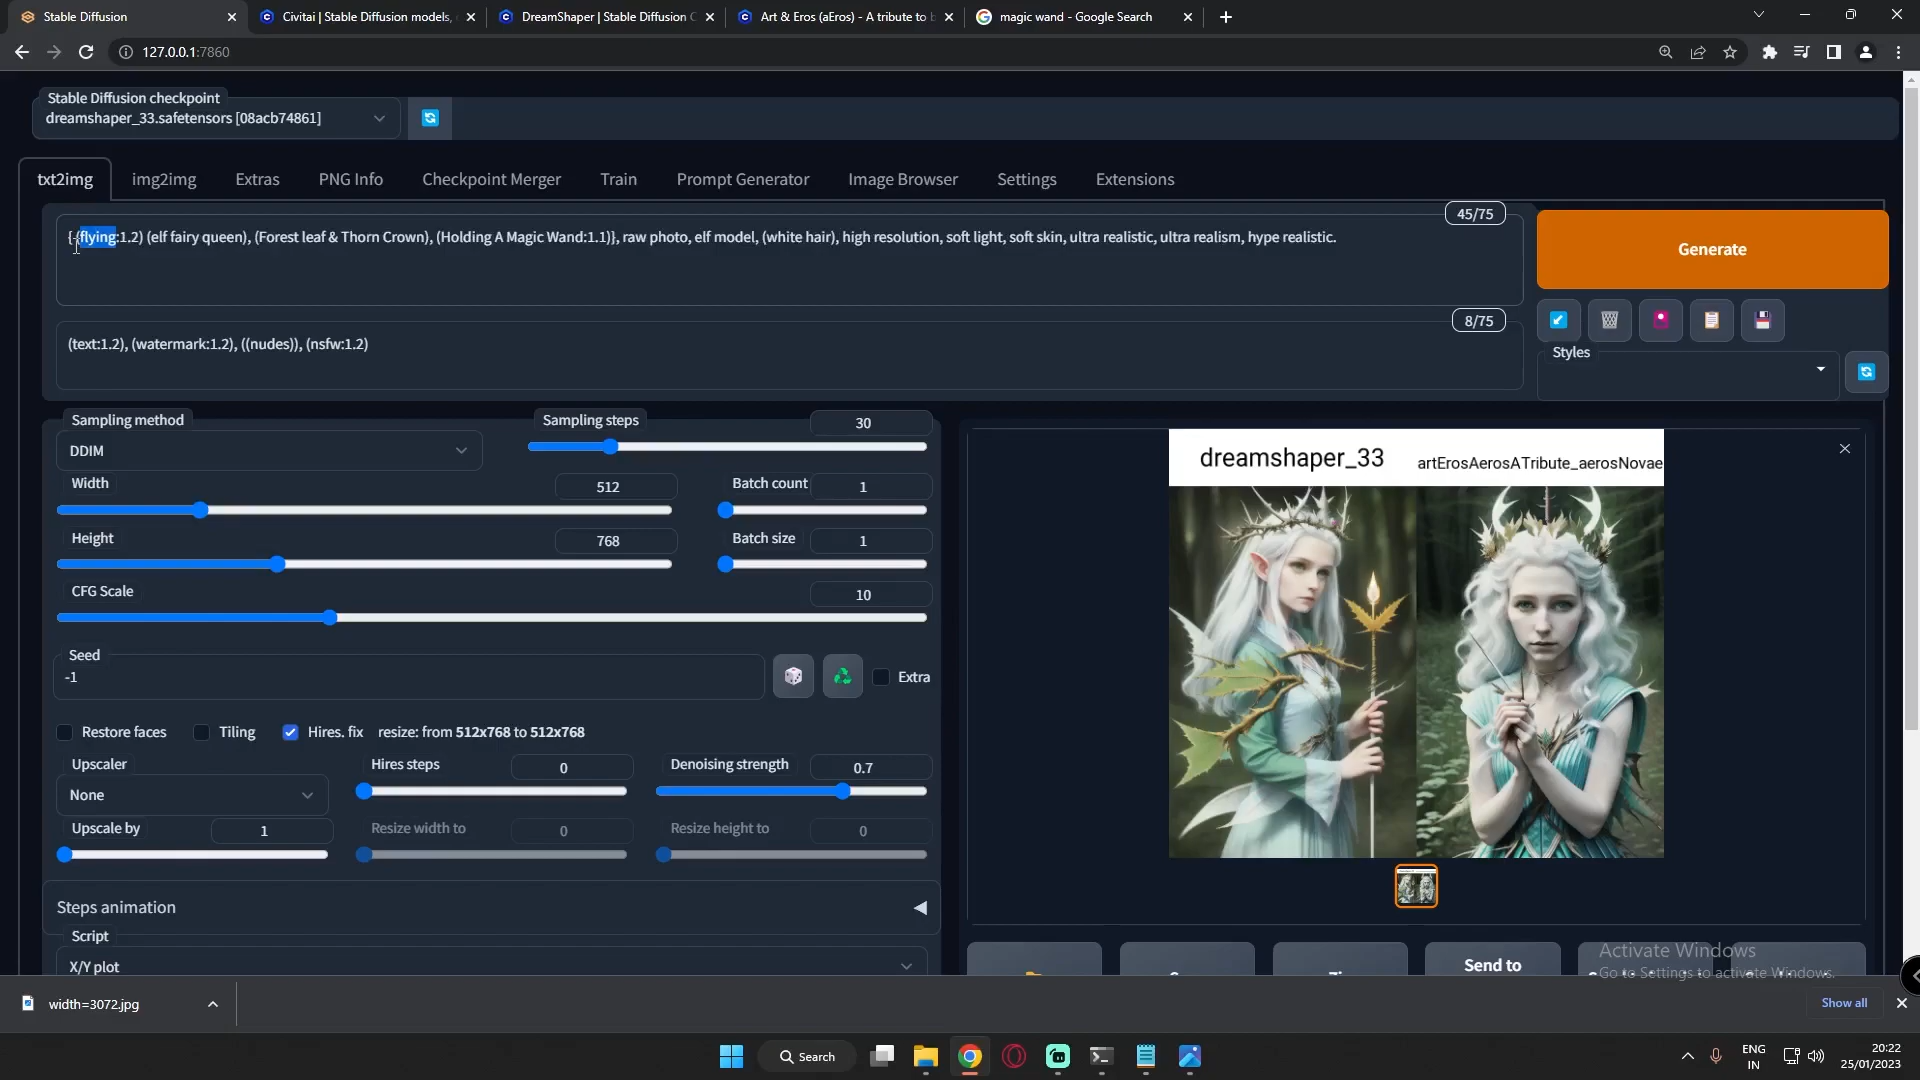 Stable Diffusion
Civitai | Stable Diffusion models,
DreamShaper | Stable Diffusion C
Art & Eros (aEros) - A tribute to b
magic wand - Google Search
127.0.0.1:7860
Stable Diffusion checkpoint
dreamshaper_33.safetensors [08acb74861]
txt2img
img2img
Extras
PNG Info
Checkpoint Merger
Train
Prompt Generator
Image Browser
Settings
Extensions
45/75
{ (flying:1.2) (elf fairy queen), (Forest leaf & Thorn Crown), (Holding A Magic Wand:1.1)}, raw photo, elf model, (white hair), high resolution, soft light, soft skin, ultra realistic, ultra realism, hype realistic.
Generate
8/75
(text:1.2), (watermark:1.2), ((nudes)), (nsfw:1.2)
Styles
Sampling method
DDIM
Sampling steps
30
Width
512
Batch count
1
Height
768
Batch size
1
CFG Scale
10
Seed
-1
Extra
Restore faces
Tiling
Hires. fix
resize: from 512x768 to 512x768
Upscaler
None
Hires steps
0
Denoising strength
0.7
Upscale by
1
Resize width to
0
Resize height to
0
Steps animation
Script
X/Y plot
dreamshaper_33
artErosAerosATribute_aerosNovae
Send to
Activate Windows
Go to Settings to activate Windows.
width=3072.jpg
Show all
Search
ENG
IN
20:22
25/01/2023